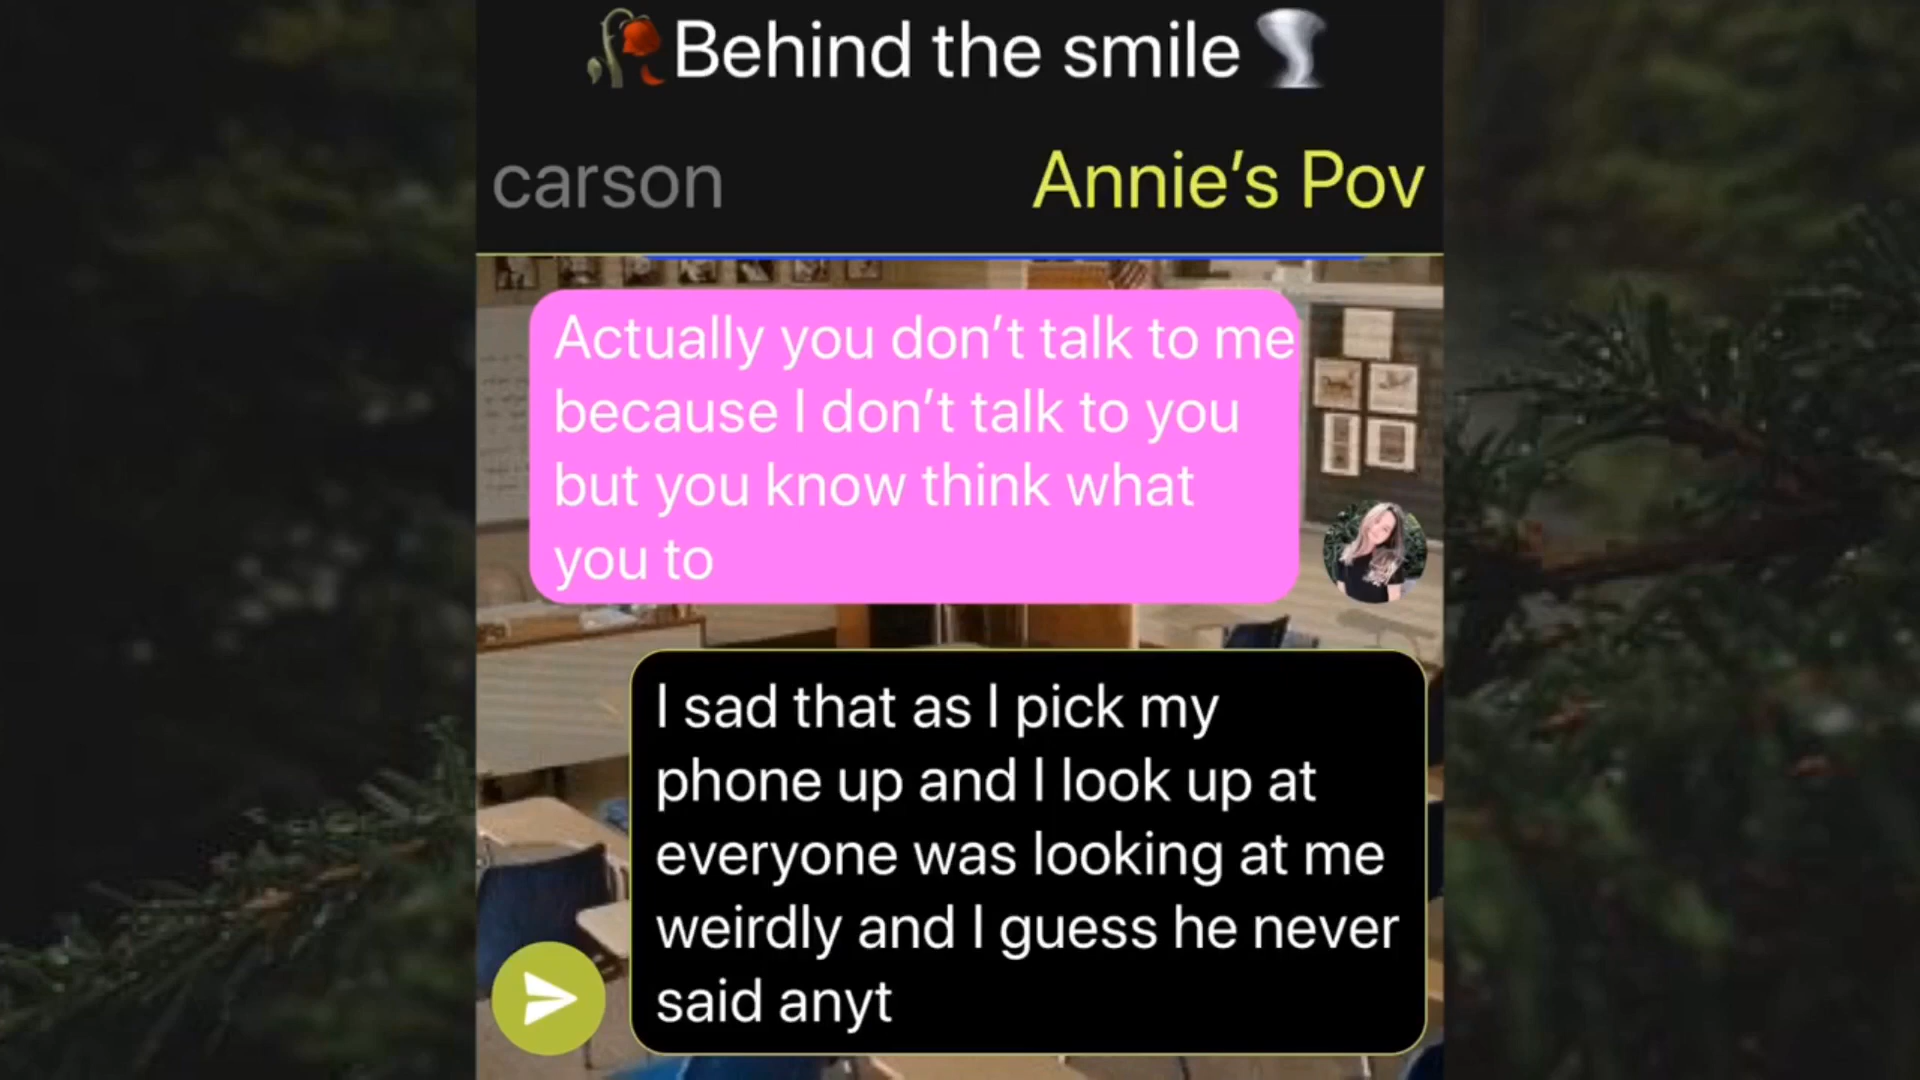 Behind the smile
carson
Annie’s Pov
Actually you don’t talk to me
because I don’t talk to you
but you know think what
you to
I sad that as I pick my
phone up and I look up at
everyone was looking at me
weirdly and I guess he never
said anyt